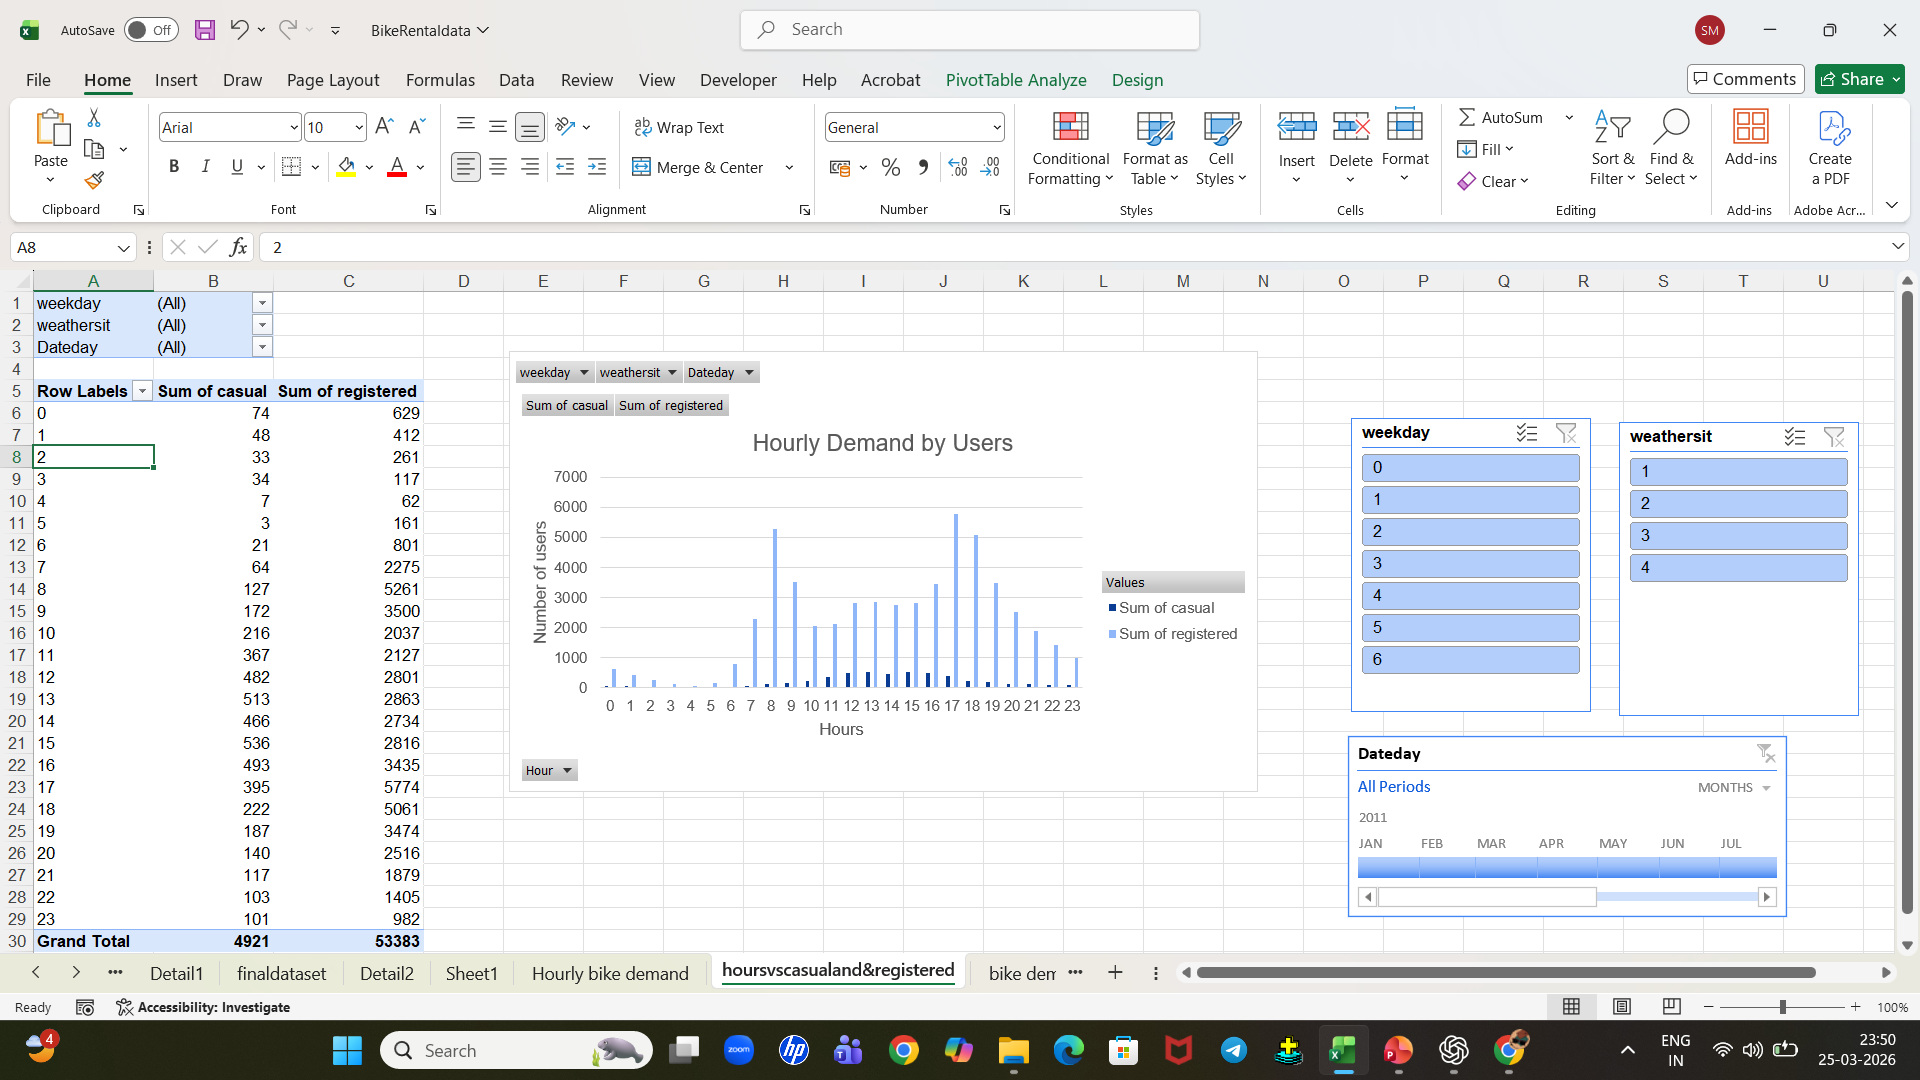 AutoSave Off BikeRentaldata Search SM
File Home Insert Draw Page Layout Formulas Data Review View Developer Help Acrobat PivotTable Analyze Design Comments Share
Paste
Clipboard
Arial 10
B I U A
Font
Wrap Text
Merge & Center
Alignment
General
Number
Conditional Formatting
Format as Table
Cell Styles
Styles
Insert Delete Format
Cells
AutoSum
Fill
Clear
Sort & Filter
Find & Select
Editing
Add-ins
Add-ins
Create a PDF
Adobe Acr...
A8 fx 2
A B C D E F G H I J K L M N O P Q R S T U
1 weekday (All)
2 weathersit (All)
3 Dateday (All)
4
5 Row Labels Sum of casual Sum of registered
6 0 74 629
7 1 48 412
8 2 33 261
9 3 34 117
10 4 7 62
11 5 3 161
12 6 21 801
13 7 64 2275
14 8 127 5261
15 9 172 3500
16 10 216 2037
17 11 367 2127
18 12 482 2801
19 13 513 2863
20 14 466 2734
21 15 536 2816
22 16 493 3435
23 17 395 5774
24 18 222 5061
25 19 187 3474
26 20 140 2516
27 21 117 1879
28 22 103 1405
29 23 101 982
30 Grand Total 4921 53383
weekday weathersit Dateday
Sum of casual Sum of registered
Hourly Demand by Users
Number of users
7000
6000
5000
4000
3000
2000
1000
0
0 1 2 3 4 5 6 7 8 9 10 11 12 13 14 15 16 17 18 19 20 21 22 23
Hours
Values
Sum of casual
Sum of registered
Hour
weekday
0
1
2
3
4
5
6
weathersit
1
2
3
4
Dateday
All Periods MONTHS
2011
JAN FEB MAR APR MAY JUN JUL
Detail1 finaldataset Detail2 Sheet1 Hourly bike demand hoursvscasualand&registered bike den
Ready Accessibility: Investigate 100%
4 Search zoom hp ENG IN 23:50 25-03-2026